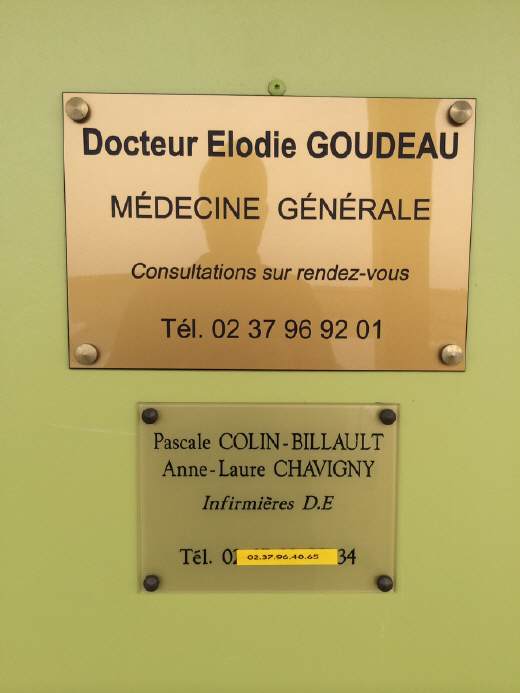 Docteur Elodie GOUDEAU
MÉDECINE GÉNÉRALE
Consultations sur rendez-vous
Tél. 02 37 96 92 01
Pascale COLIN-BILLAULT
Anne-Laure CHAVIGNY
Infirmières D.E
Tél. 02 02.37.96.40.65 34